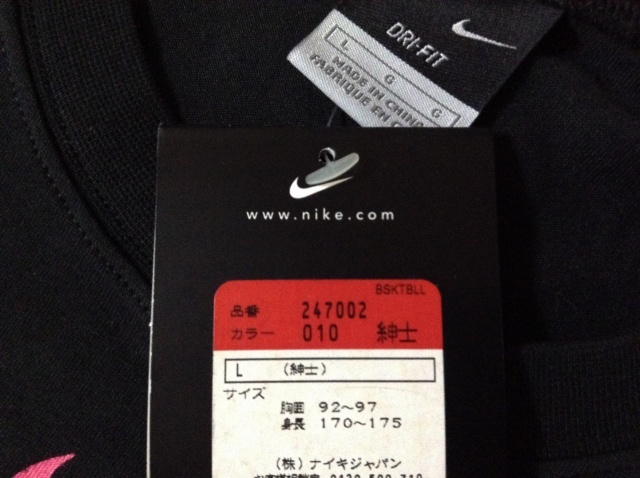 DRI-FIT
L G G
MADE IN CHINA
FABRIQUE EN
www.nike.com
BSKTBLL
品番 247002
カラー 010 紳士
L （紳士）
サイズ
胸囲 92～97
身長 170～175
（株）ナイキジャパン